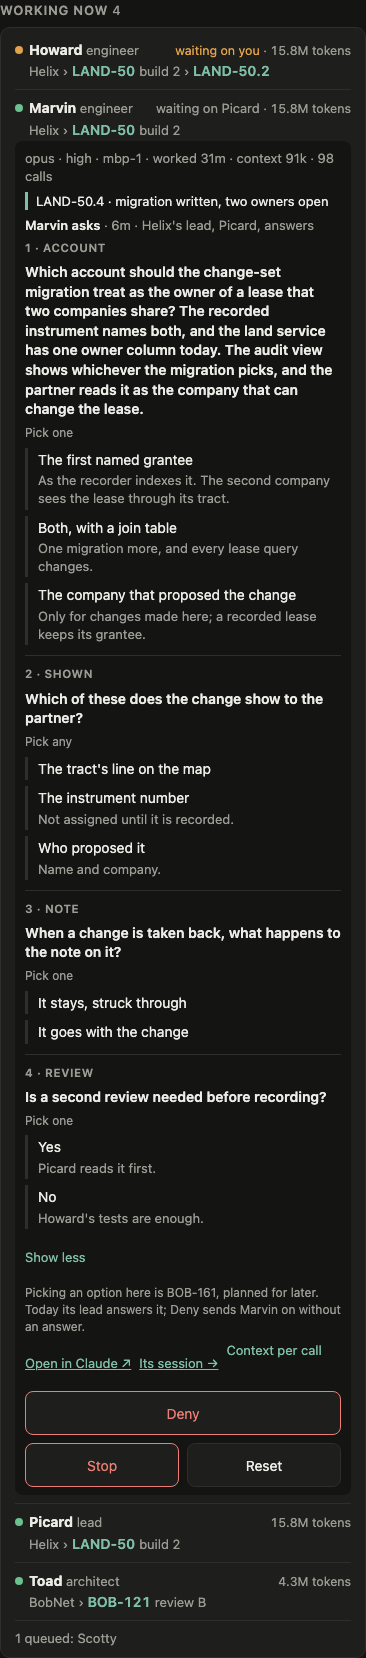 WORKING NOW 4
Howard engineer waiting on you · 15.8M tokens
Helix › LAND-50 build 2 › LAND-50.2
Marvin engineer waiting on Picard · 15.8M tokens
Helix › LAND-50 build 2
opus · high · mbp-1 · worked 31m · context 91k · 98
calls
LAND-50.4 · migration written, two owners open
Marvin asks · 6m · Helix's lead, Picard, answers
1 · ACCOUNT
Which account should the change-set
migration treat as the owner of a lease that
two companies share? The recorded
instrument names both, and the land service
has one owner column today. The audit view
shows whichever the migration picks, and the
partner reads it as the company that can
change the lease.
Pick one
The first named grantee
As the recorder indexes it. The second company
sees the lease through its tract.
Both, with a join table
One migration more, and every lease query
changes.
The company that proposed the change
Only for changes made here; a recorded lease
keeps its grantee.
2 · SHOWN
Which of these does the change show to the
partner?
Pick any
The tract's line on the map
The instrument number
Not assigned until it is recorded.
Who proposed it
Name and company.
3 · NOTE
When a change is taken back, what happens to
the note on it?
Pick one
It stays, struck through
It goes with the change
4 · REVIEW
Is a second review needed before recording?
Pick one
Yes
Picard reads it first.
No
Howard's tests are enough.
Show less
Picking an option here is BOB-161, planned for later.
Today its lead answers it; Deny sends Marvin on without
an answer.
Open in Claude ↗ Its session → Context per call
Deny
Stop Reset
Picard lead 15.8M tokens
Helix › LAND-50 build 2
Toad architect 4.3M tokens
BobNet › BOB-121 review B
1 queued: Scotty